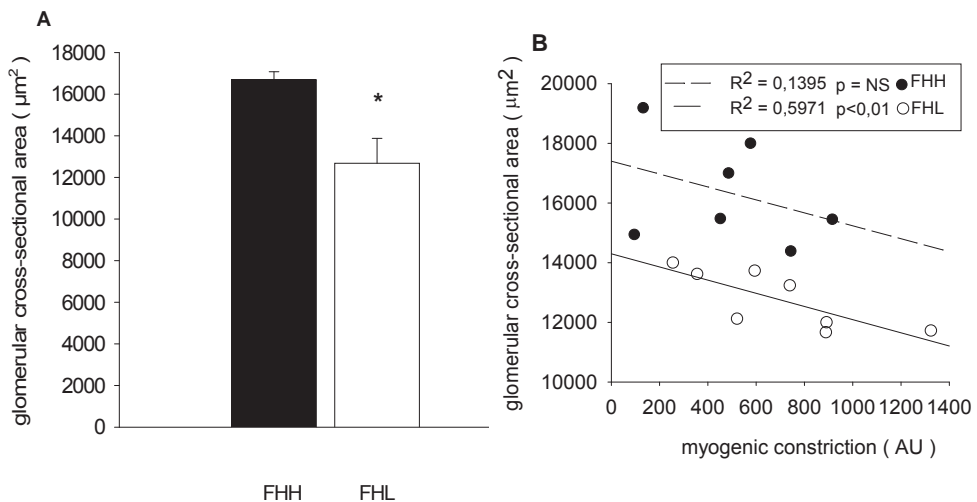 A
glomerular cross-sectional area ( µm²)
18000
16000
14000
12000
10000
8000
6000
4000
2000
0
*
FHH
FHL
B
glomerular cross-sectional area ( µm²)
20000
18000
16000
14000
12000
10000
R² = 0,1395 p = NS FHH
R² = 0,5971 p<0,01 FHL
0 200 400 600 800 1000 1200 1400
myogenic constriction ( AU )